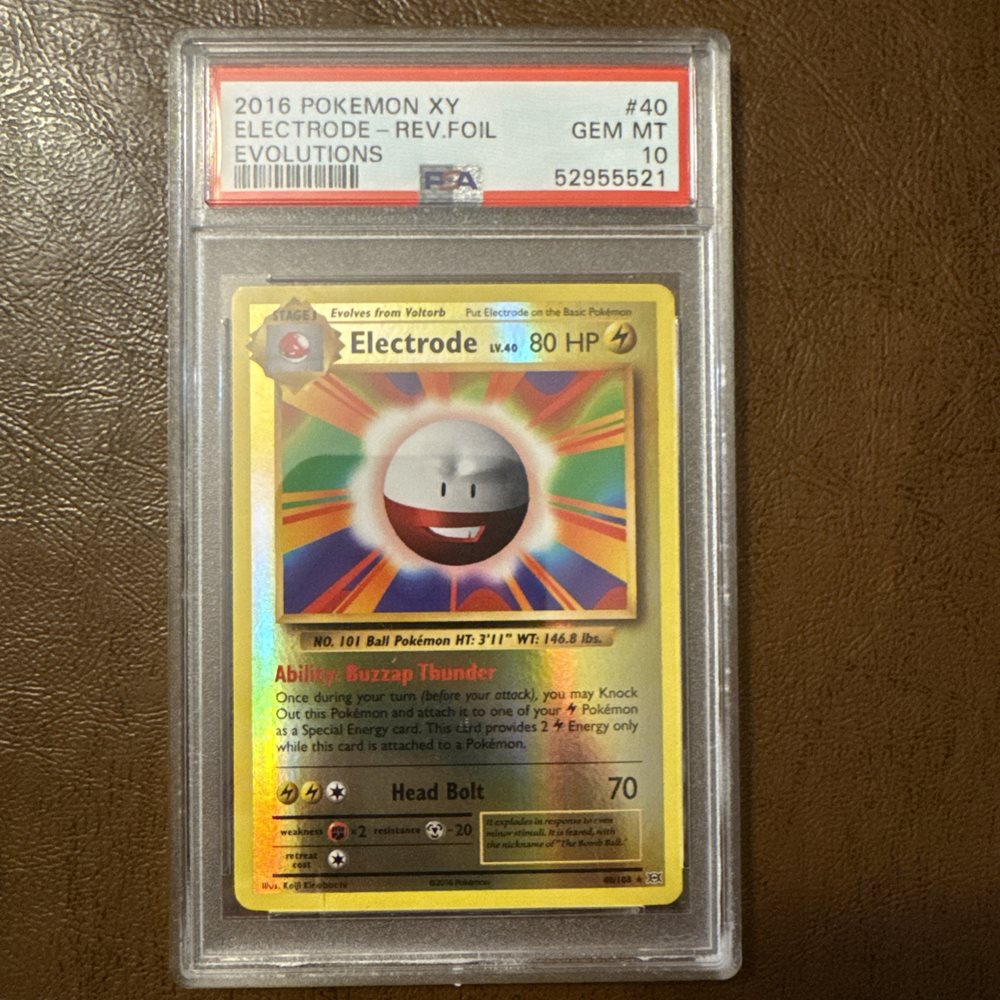 2016 POKEMON XY #40
ELECTRODE - REV.FOIL GEM MT
EVOLUTIONS 10
PSA 52955521
STAGE 1 Evolves from Voltorb Put Electrode on the Basic Pokémon
Electrode LV.40 80 HP
NO. 101 Ball Pokémon HT: 3'11" WT: 146.8 lbs.
Ability: Buzzap Thunder
Once during your turn (before your attack), you may Knock
Out this Pokémon and attach it to one of your Pokémon
as a Special Energy card. This card provides 2 Energy only
while this card is attached to a Pokémon.
Head Bolt 70
weakness ×2 resistance -20
retreat
cost
It explodes in response to even
minor stimuli. It is feared, with
the nickname of "The Bomb Ball."
Illus. Keiji Kinebuchi ©2016 Pokémon 40/108